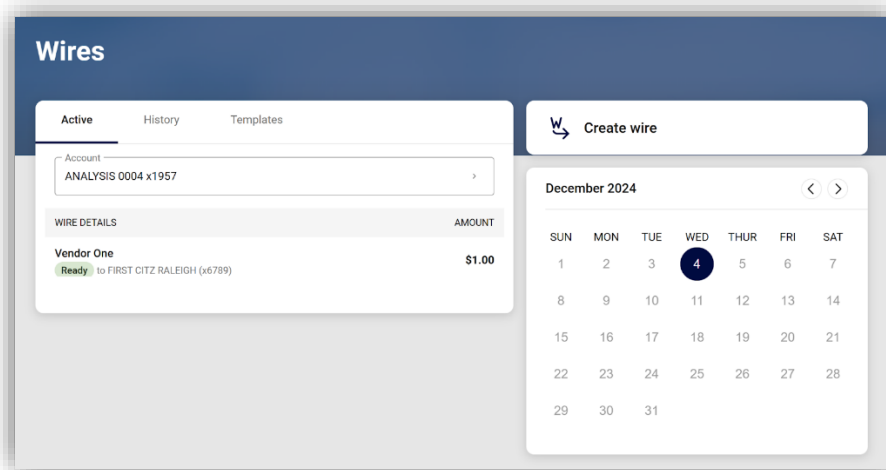 Wires
Active History Templates
Account
ANALYSIS 0004 x1957
WIRE DETAILS AMOUNT
Vendor One
$1.00
Ready to FIRST CITZ RALEIGH (x6789)
Create wire
December 2024
SUN MON TUE WED THUR FRI SAT
1 2 3 4 5 6 7
8 9 10 11 12 13 14
15 16 17 18 19 20 21
22 23 24 25 26 27 28
29 30 31